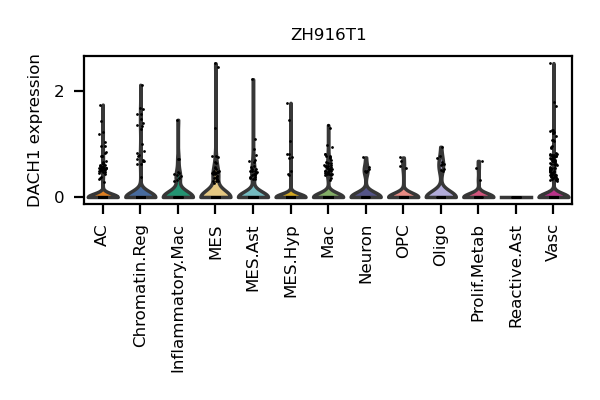 ZH916T1
DACH1 expression
2
0
AC
Chromatin.Reg
Inflammatory.Mac
MES
MES.Ast
MES.Hyp
Mac
Neuron
OPC
Oligo
Prolif.Metab
Reactive.Ast
Vasc